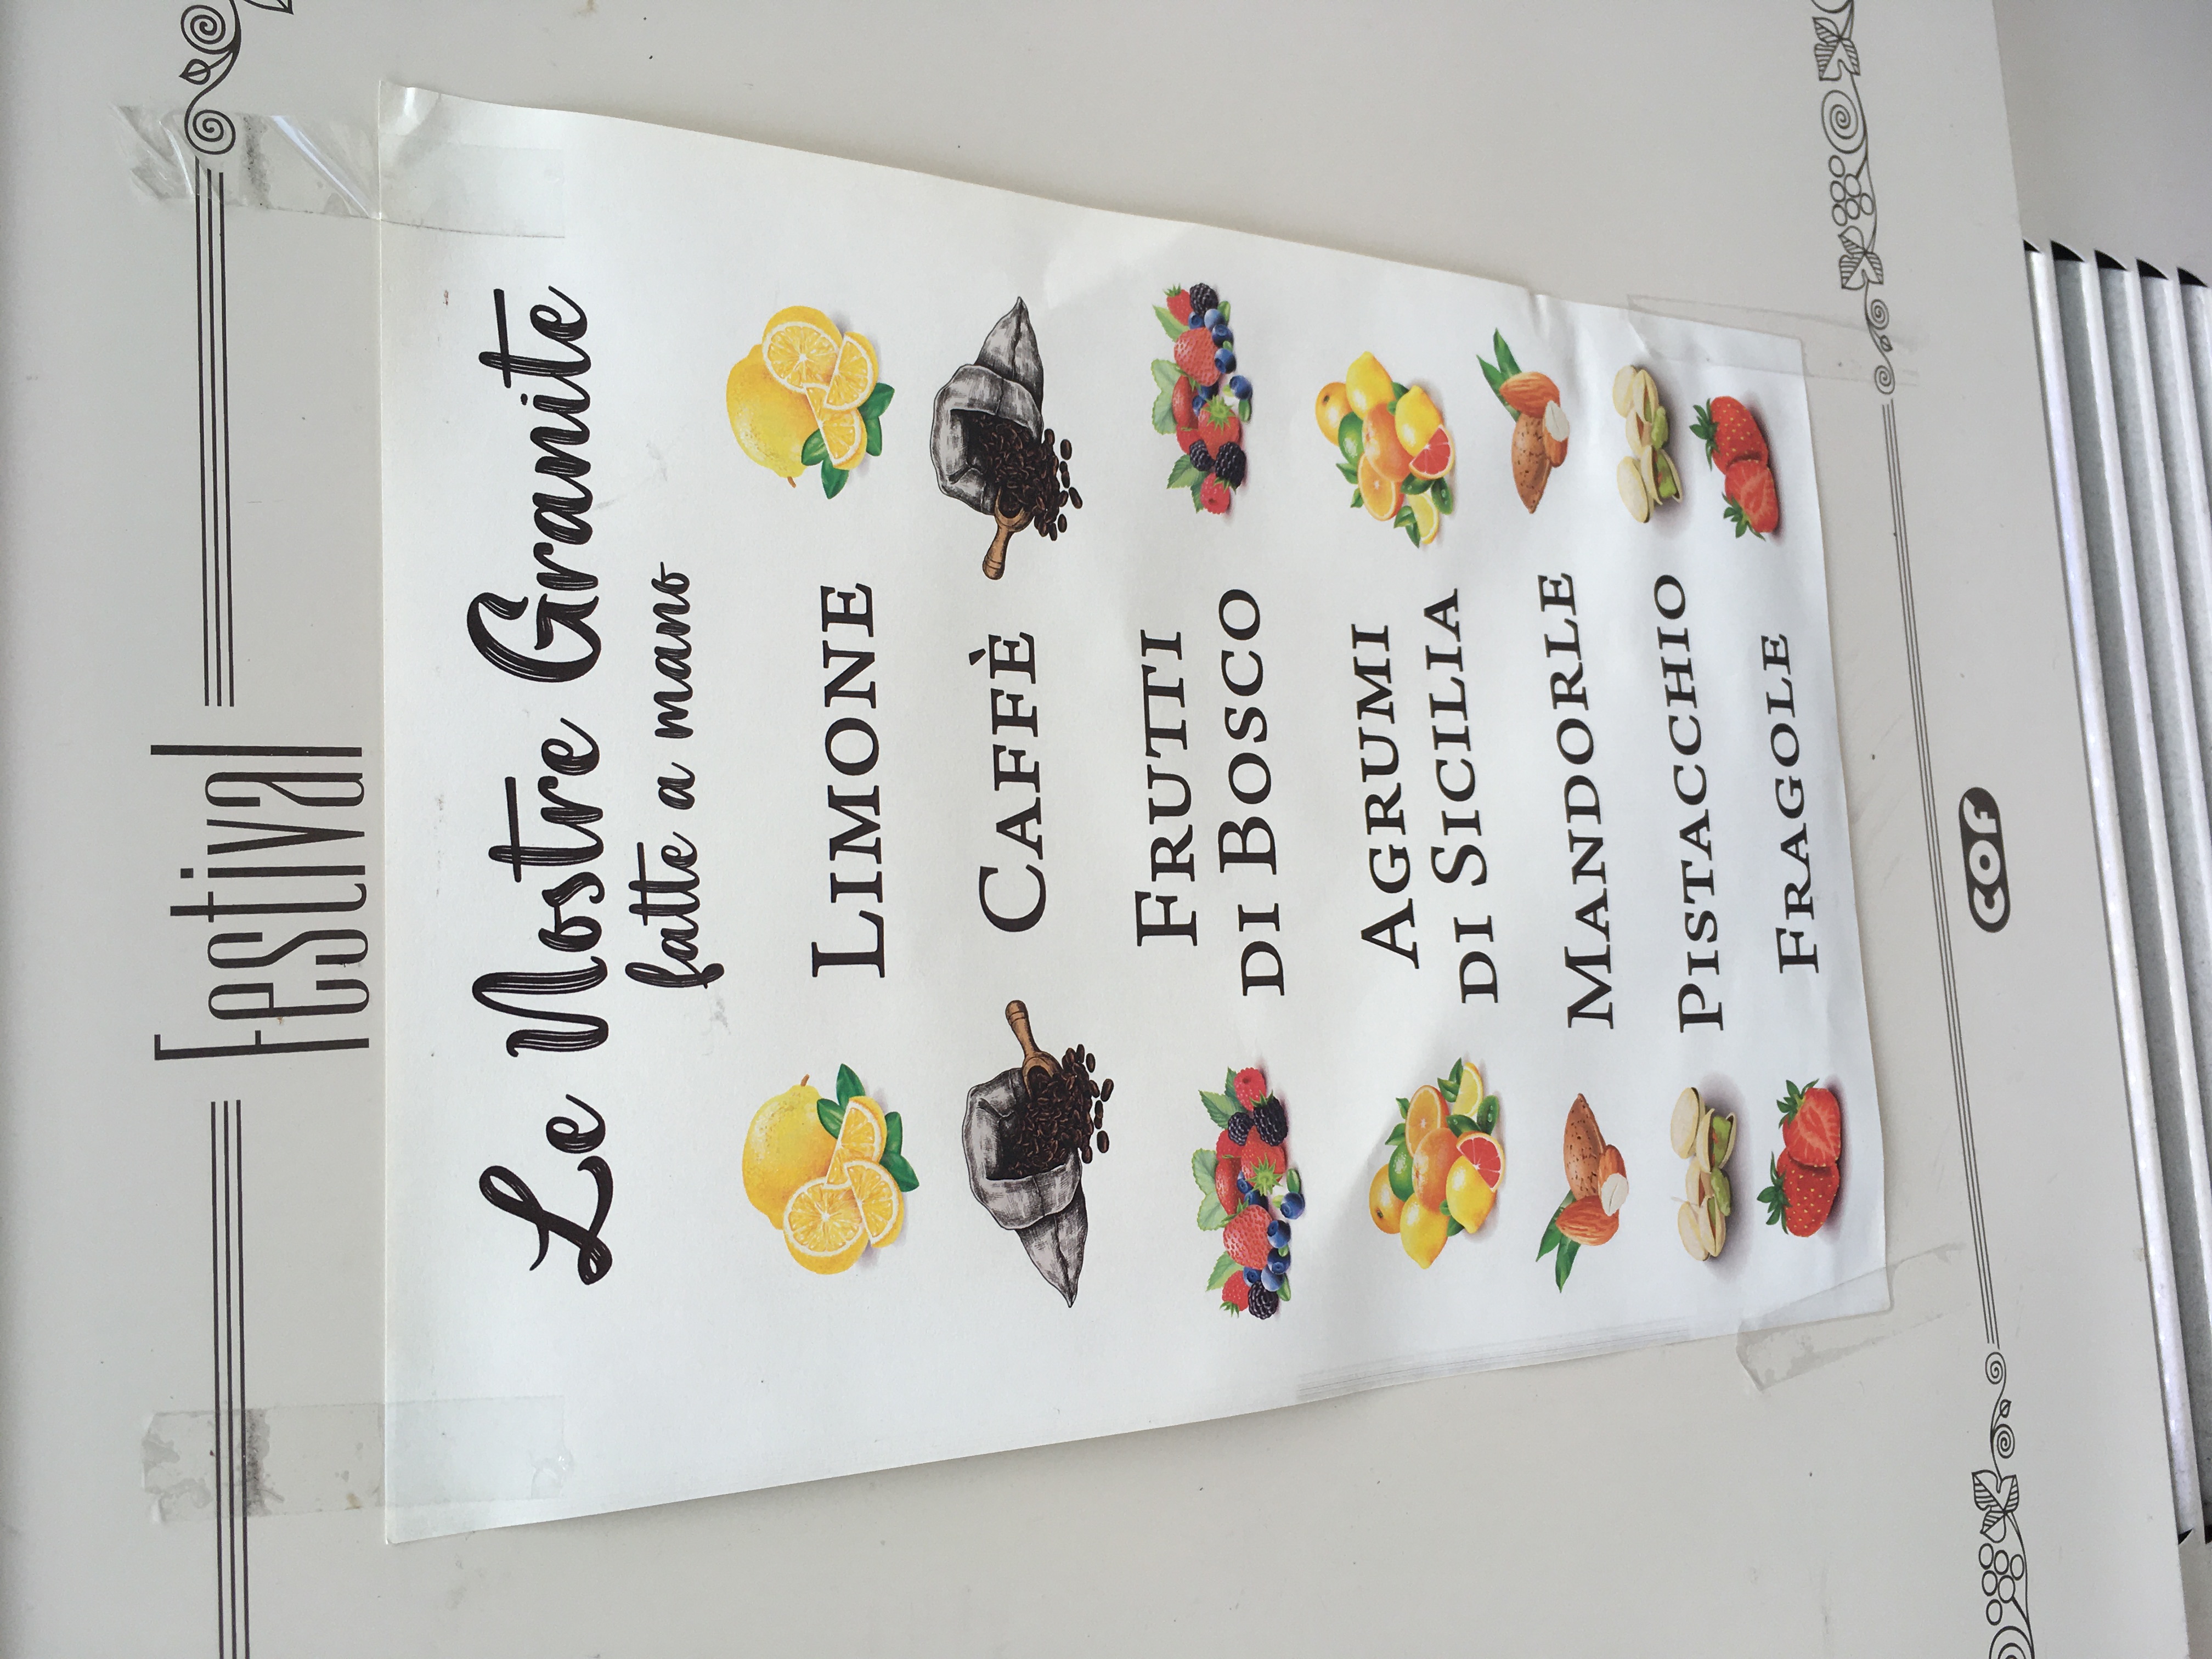 Festival
Le Nostre Granite
fatte a mano
LIMONE
CAFFÈ
FRUTTI
DI BOSCO
AGRUMI
DI SICILIA
MANDORLE
PISTACCHIO
FRAGOLE
COF